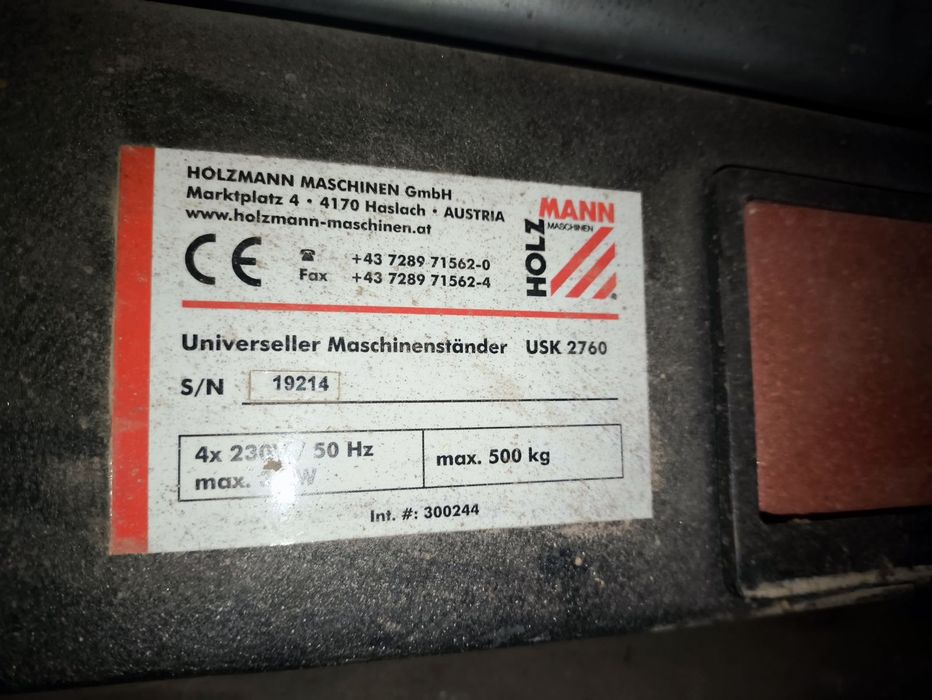 HOLZMANN MASCHINEN GmbH
Marktplatz 4 • 4170 Haslach • AUSTRIA
www.holzmann-maschinen.at
CE
☎ +43 7289 71562-0
Fax +43 7289 71562-4
HOLZ
MANN
MASCHINEN
®
Universeller Maschinenständer USK 2760
S/N 19214
4x 230V / 50 Hz
max.
max. 500 kg
Int. #: 300244